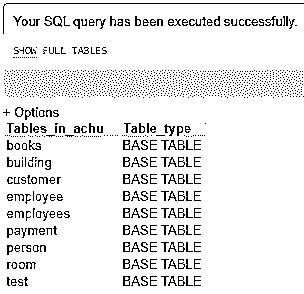 Your SQL query has been executed successfully.
SHOW FULL TABLES
+ Options
Tables_in_achu Table_type
books BASE TABLE
building BASE TABLE
customer BASE TABLE
employee BASE TABLE
employees BASE TABLE
payment BASE TABLE
person BASE TABLE
room BASE TABLE
test BASE TABLE